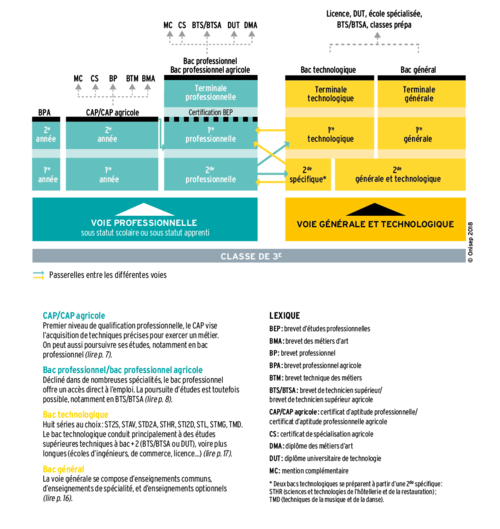 Licence, DUT, école spécialisée,
BTS/BTSA, classes prépa
MC CS BTS/BTSA DUT DMA
Bac professionnel
Bac professionnel agricole
Bac technologique
Bac général
MC CS BP BTM BMA
Terminale
professionnelle
Terminale
technologique
Terminale
générale
BPA
CAP/CAP agricole
Certification BEP
2e
année
2e
année
1re
professionnelle
1re
technologique
1re
générale
1re
année
1re
année
2de
professionnelle
2de
spécifique*
2de
générale et technologique
VOIE PROFESSIONNELLE
sous statut scolaire ou sous statut apprenti
VOIE GÉNÉRALE ET TECHNOLOGIQUE
CLASSE DE 3E
© Onisep 2018
Passerelles entre les différentes voies
CAP/CAP agricole
Premier niveau de qualification professionnelle, le CAP vise
l'acquisition de techniques précises pour exercer un métier.
On peut aussi poursuivre ses études, notamment en bac
professionnel (lire p. 7).
Bac professionnel/bac professionnel agricole
Décliné dans de nombreuses spécialités, le bac professionnel
offre un accès direct à l'emploi. La poursuite d'études est toutefois
possible, notamment en BTS/BTSA (lire p. 8).
Bac technologique
Huit séries au choix : ST2S, STAV, STD2A, STHR, STI2D, STL, STMG, TMD.
Le bac technologique conduit principalement à des études
supérieures techniques à bac + 2 (BTS/BTSA ou DUT), voire plus
longues (écoles d'ingénieurs, de commerce, licence...) (lire p. 17).
Bac général
La voie générale se compose d'enseignements communs,
d'enseignements de spécialité, et d'enseignements optionnels
(lire p. 16).
LEXIQUE
BEP : brevet d'études professionnelles
BMA : brevet des métiers d'art
BP : brevet professionnel
BPA : brevet professionnel agricole
BTM : brevet technique des métiers
BTS/BTSA : brevet de technicien supérieur/
brevet de technicien supérieur agricole
CAP/CAP agricole : certificat d'aptitude professionnelle/
certificat d'aptitude professionnelle agricole
CS : certificat de spécialisation agricole
DMA : diplôme des métiers d'art
DUT : diplôme universitaire de technologie
MC : mention complémentaire
* Deux bacs technologiques se préparent à partir d'une 2de spécifique :
STHR (sciences et technologies de l'hôtellerie et de la restauration) ;
TMD (techniques de la musique et de la danse).